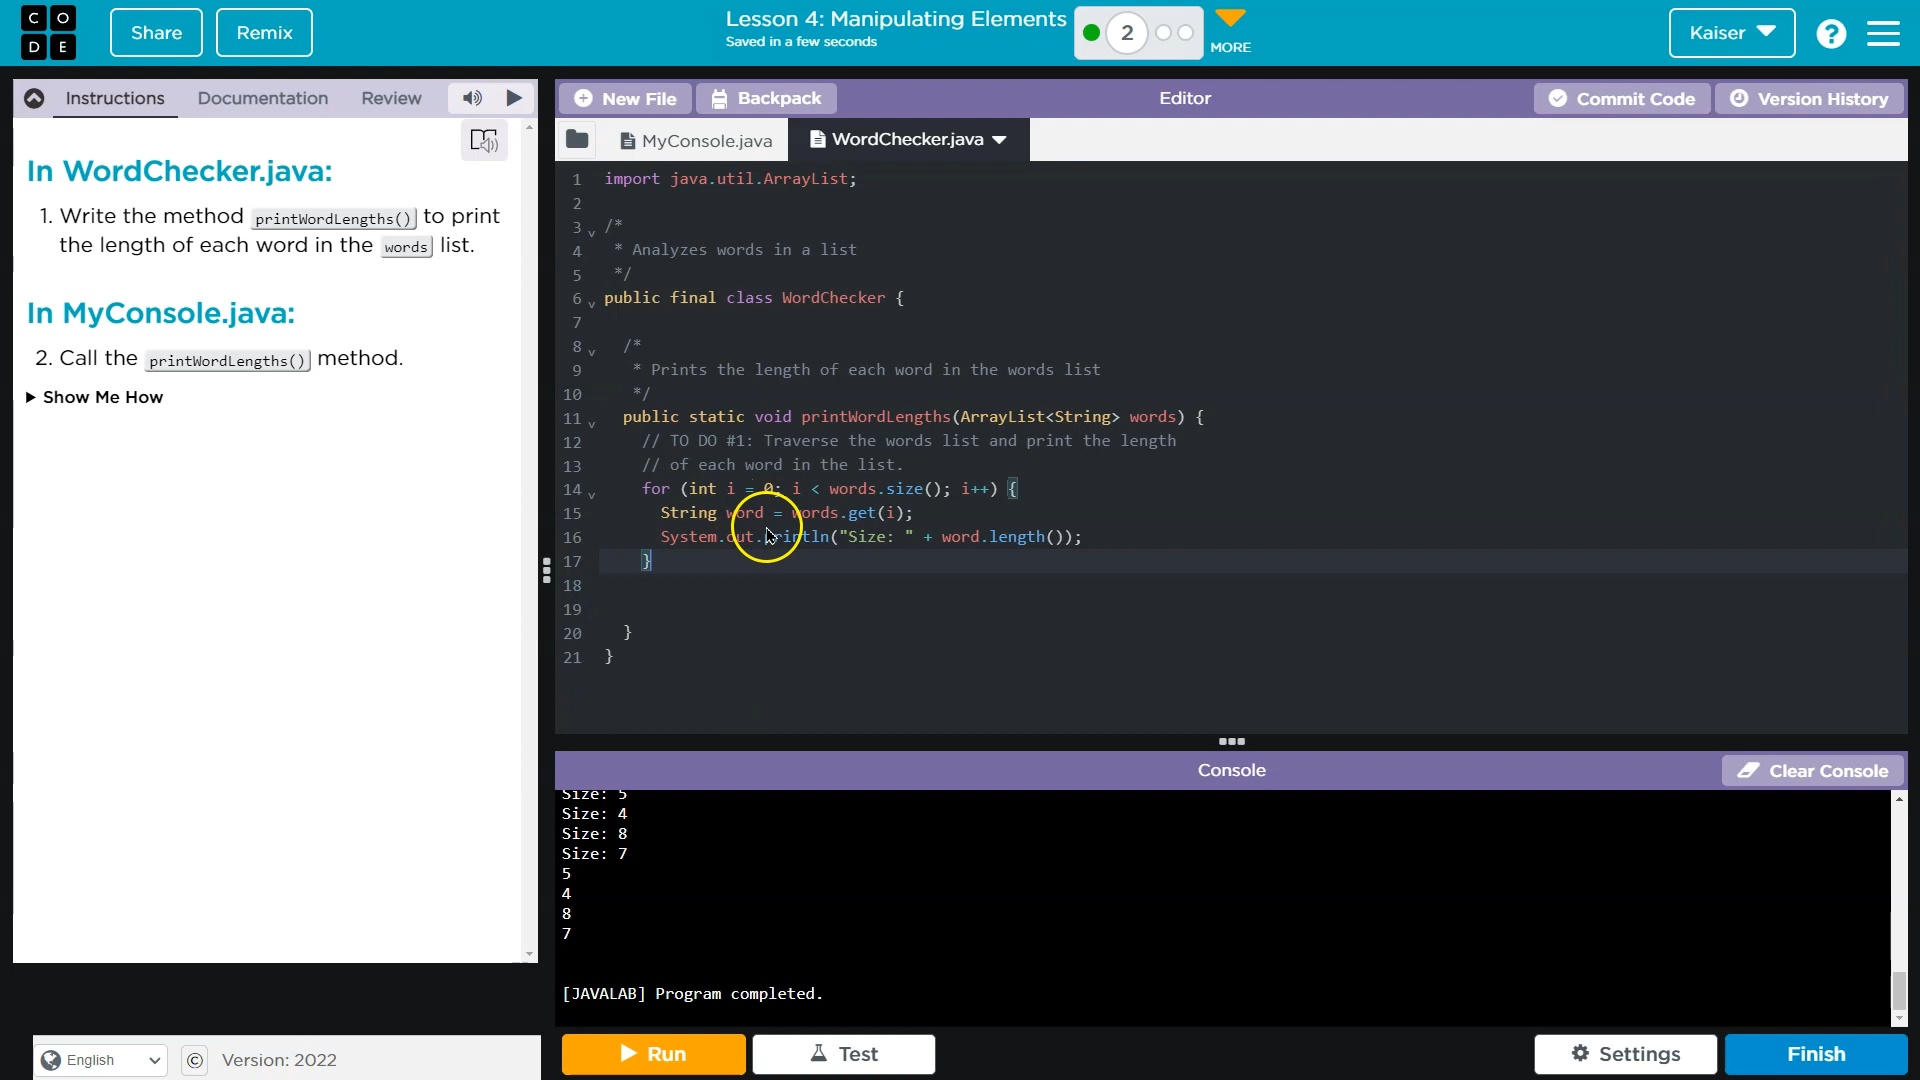 CODE
Share
Remix
Lesson 4: Manipulating Elements
Saved in a few seconds
2
MORE
Kaiser
?
Instructions
Documentation
Review
In WordChecker.java:
1. Write the method printWordLengths() to print
the length of each word in the words list.
In MyConsole.java:
2. Call the printWordLengths() method.
Show Me How
New File
Backpack
Editor
Commit Code
Version History
MyConsole.java
WordChecker.java
1 import java.util.ArrayList;
2
3 /*
4 * Analyzes words in a list
5 */
6 public final class WordChecker {
7
8 /*
9 * Prints the length of each word in the words list
10 */
11 public static void printWordLengths(ArrayList<String> words) {
12 // TO DO #1: Traverse the words list and print the length
13 // of each word in the list.
14 for (int i = 0; i < words.size(); i++) {
15 String word = words.get(i);
16 System.out.println("Size: " + word.length());
17 }
18
19
20 }
21 }
Console
Clear Console
Size: 5
Size: 4
Size: 8
Size: 7
5
4
8
7
[JAVALAB] Program completed.
English
©
Version: 2022
Run
Test
Settings
Finish